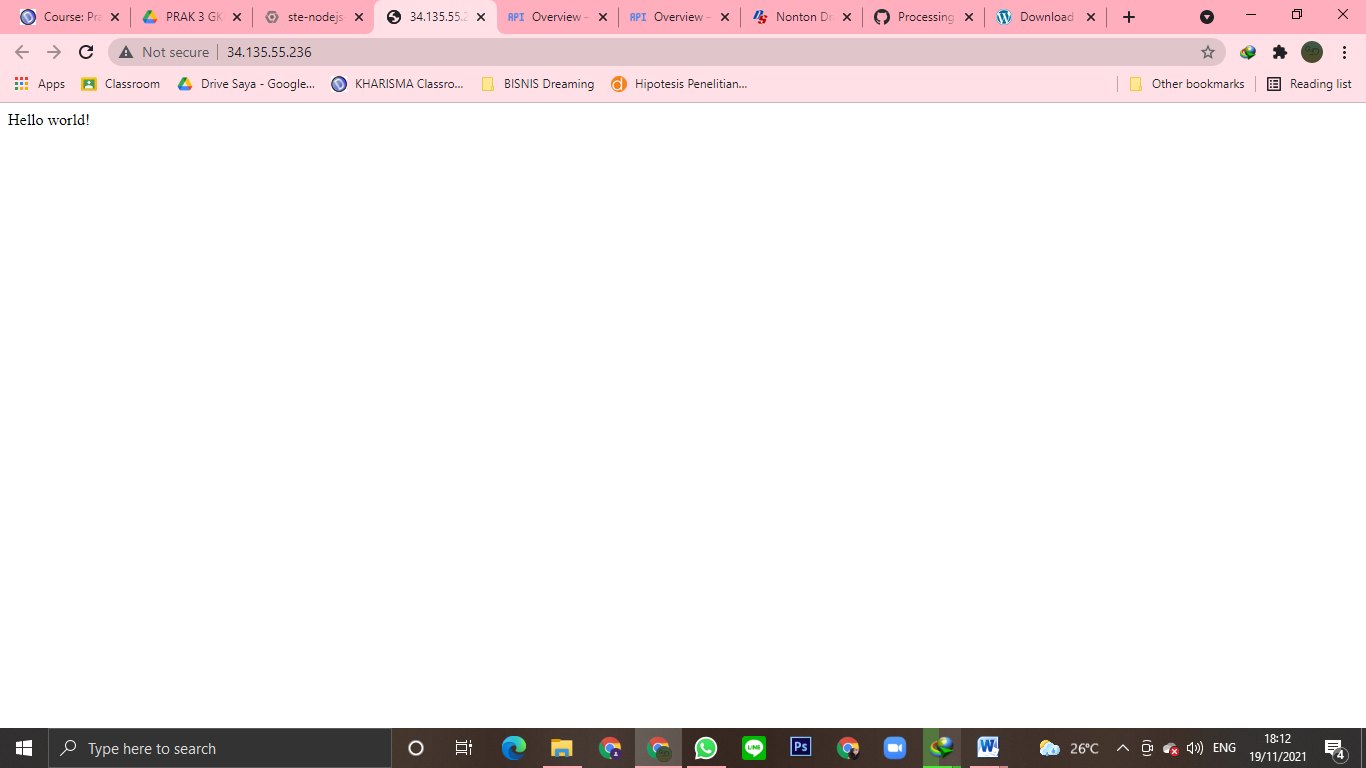 Course: Pra
PRAK 3 GK
ste-nodejs
34.135.55.2
Overview –
Overview –
Nonton Dr
Processing
Download
Not secure
34.135.55.236
Apps
Classroom
Drive Saya - Google...
KHARISMA Classro...
BISNIS Dreaming
Hipotesis Penelitian...
Other bookmarks
Reading list
Hello world!
Type here to search
26°C
ENG
18:12
19/11/2021
4